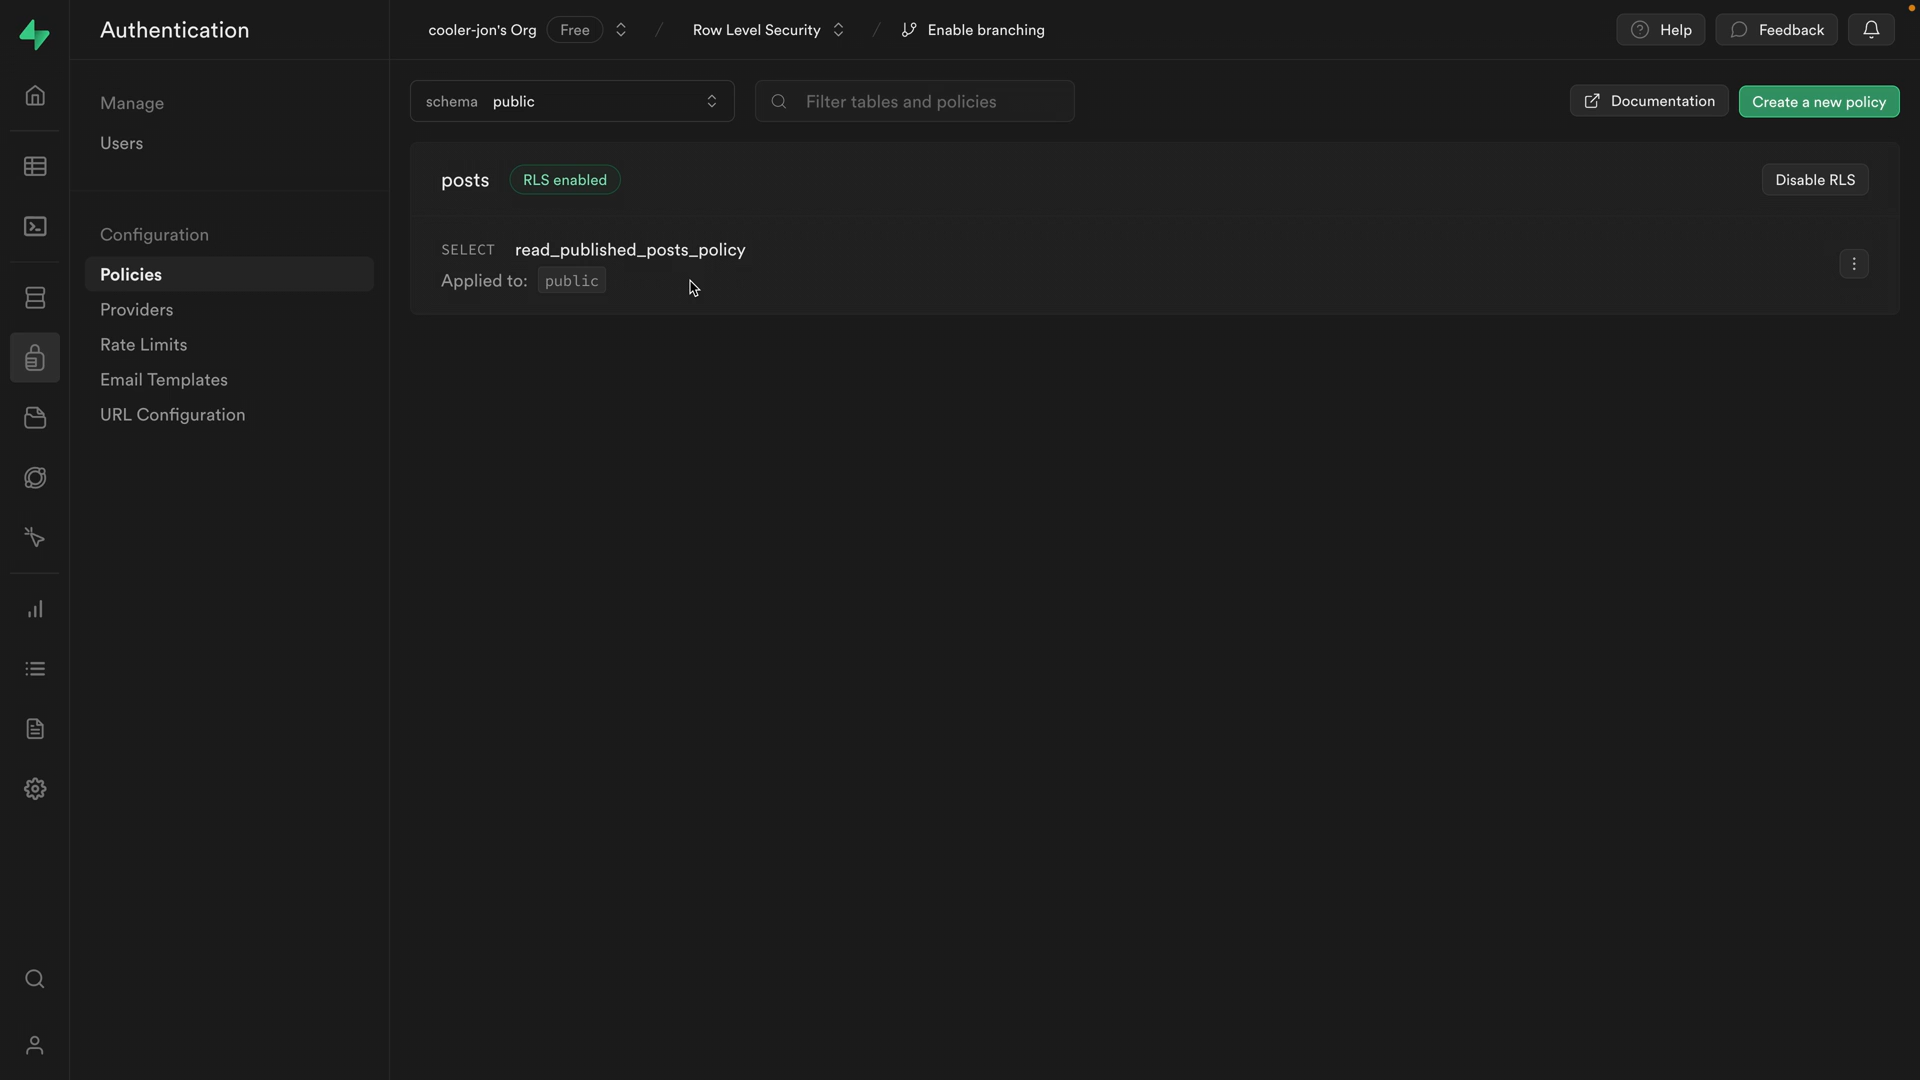 Authentication
cooler-jon's Org Free / Row Level Security / Enable branching
Help
Feedback
Manage
Users
Configuration
Policies
Providers
Rate Limits
Email Templates
URL Configuration
schema public
Filter tables and policies
Documentation
Create a new policy
posts RLS enabled
Disable RLS
SELECT read_published_posts_policy
Applied to: public